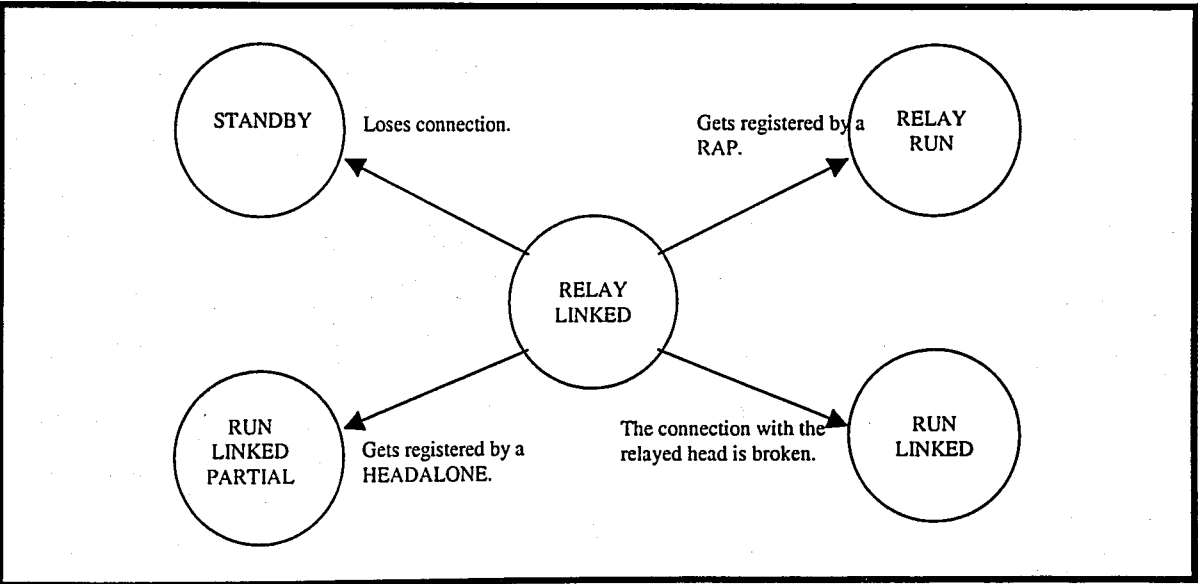 STANDBY
Loses connection.
Gets registered by a
RAP.
RELAY
RUN
RELAY
LINKED
RUN
LINKED
PARTIAL
Gets registered by a
HEADALONE.
The connection with the
relayed head is broken.
RUN
LINKED